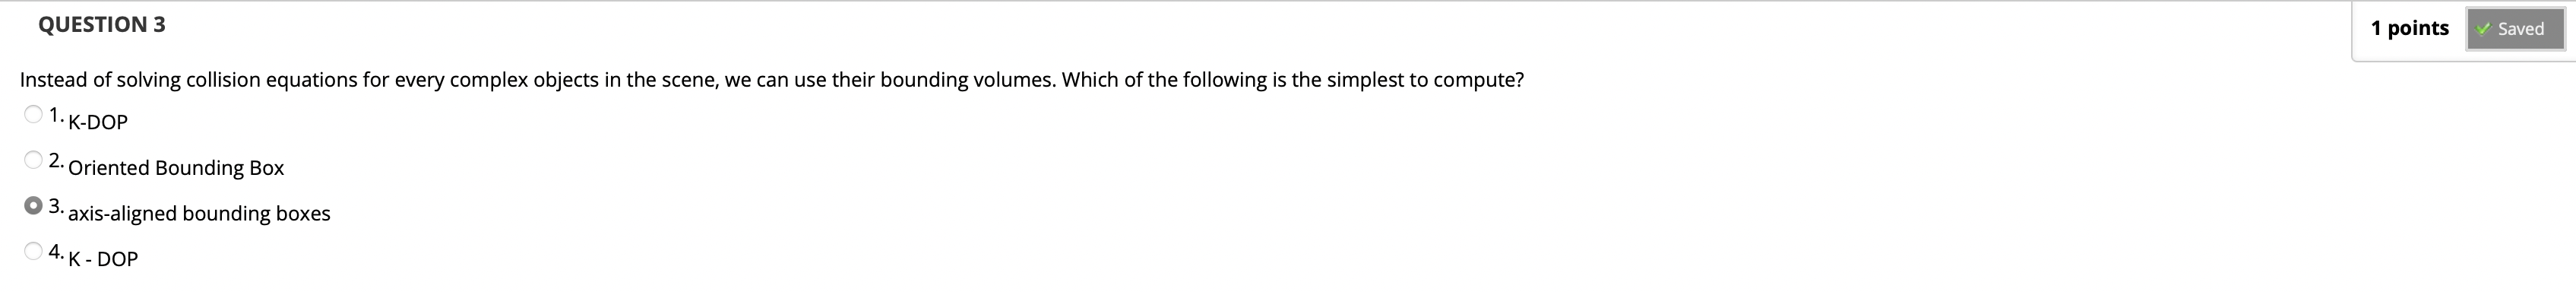 QUESTION 3
1 points
Saved
Instead of solving collision equations for every complex objects in the scene, we can use their bounding volumes. Which of the following is the simplest to compute?
1. K-DOP
2. Oriented Bounding Box
3. axis-aligned bounding boxes
4. K - DOP